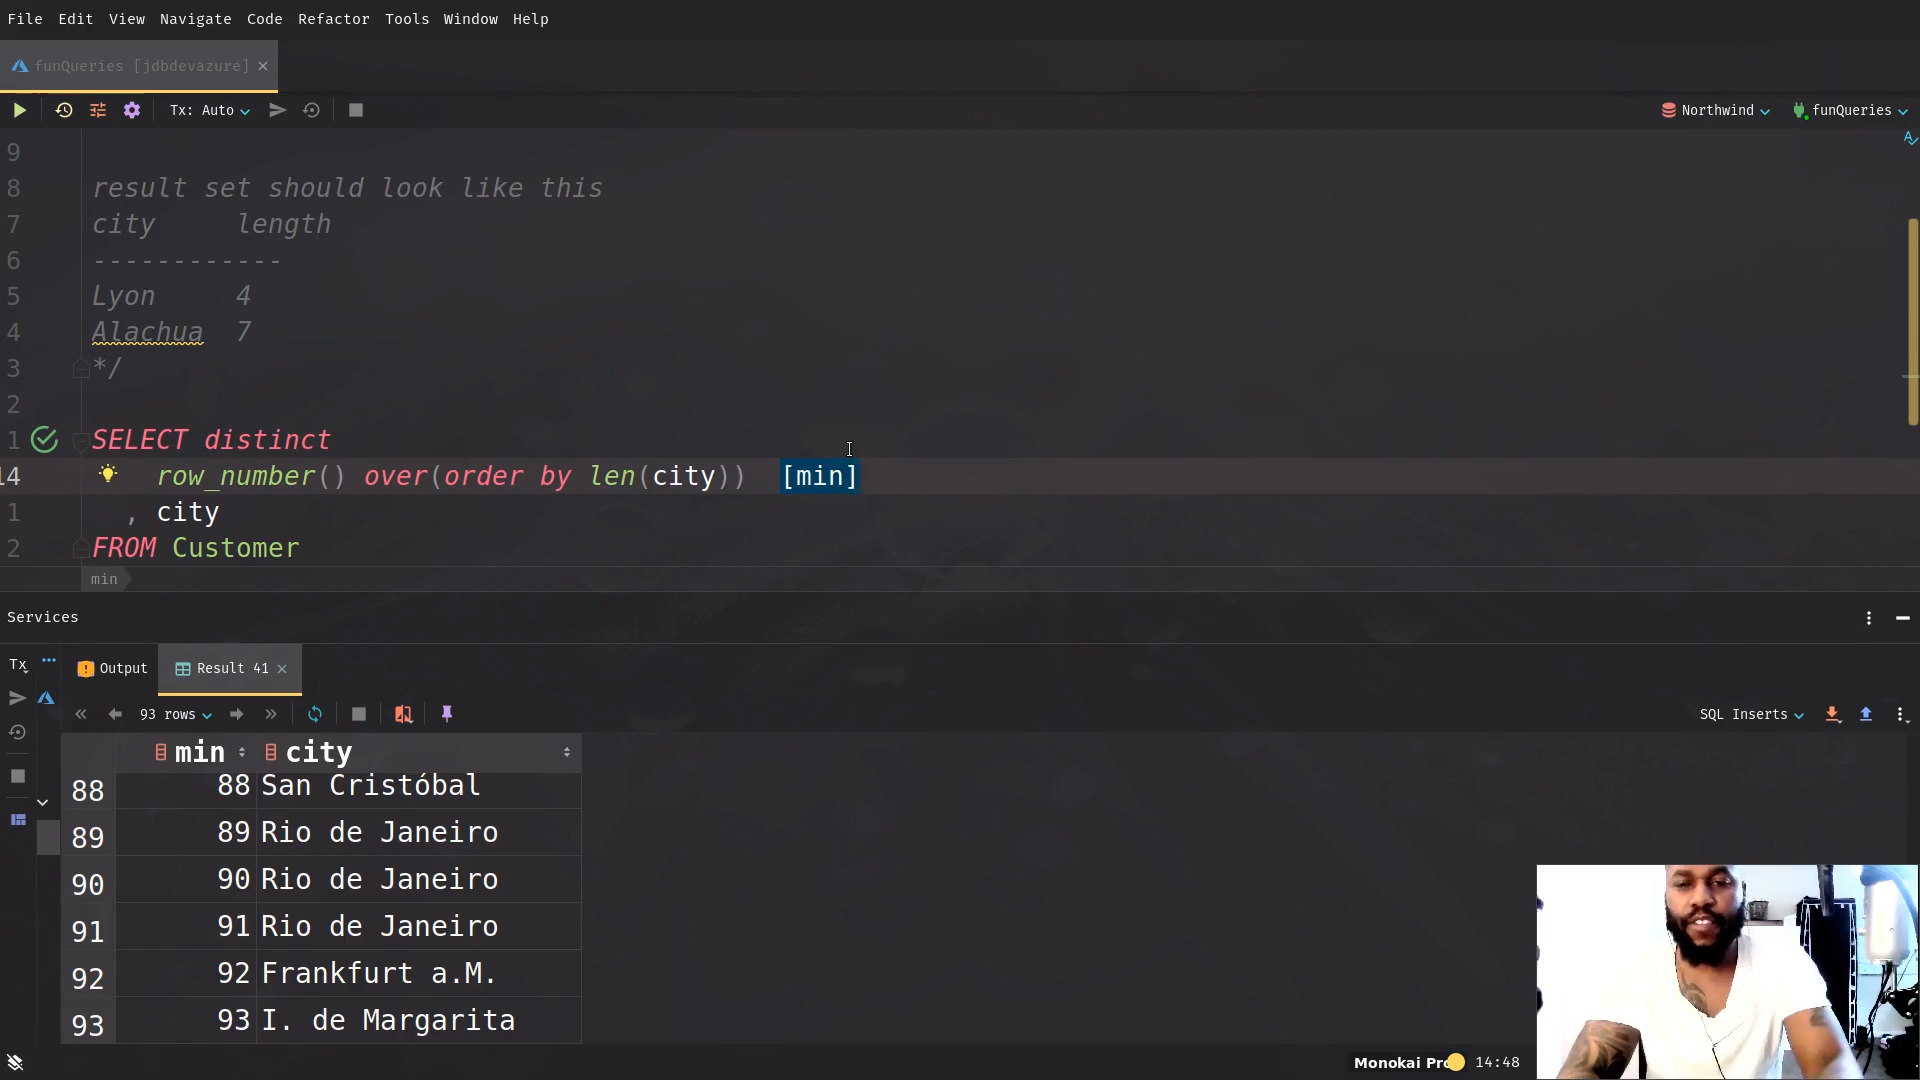 File Edit View Navigate Code Refactor Tools Window Help
funQueries [jdbdevazure]
Tx: Auto
Northwind
funQueries
9
8 result set should look like this
7 city length
6 ------------
5 Lyon 4
4 Alachua 7
3 */
2
1 SELECT distinct
14 row_number() over(order by len(city)) [min]
1 , city
2 FROM Customer
min
Services
Tx
Output
Result 41
93 rows
SQL Inserts
min city
88 88 San Cristóbal
89 89 Rio de Janeiro
90 90 Rio de Janeiro
91 91 Rio de Janeiro
92 92 Frankfurt a.M.
93 93 I. de Margarita
Monokai Pro
14:48